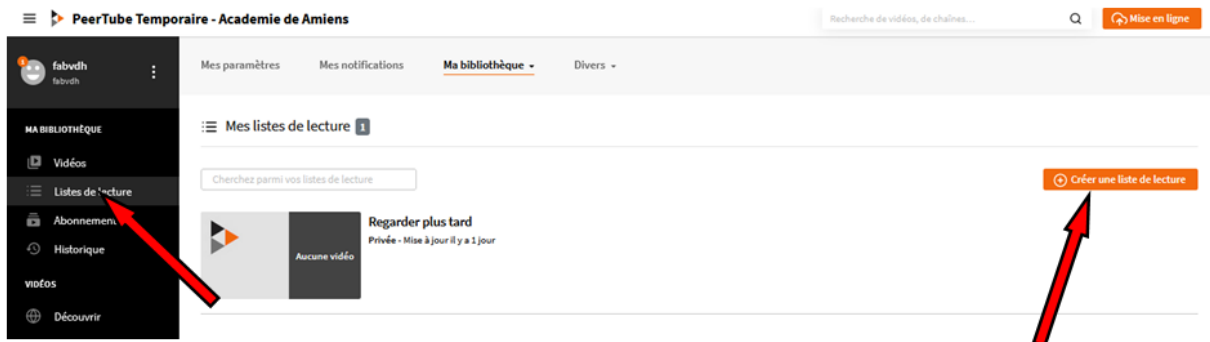 PeerTube Temporaire - Academie de Amiens
Recherche de vidéos, de chaînes...
Mise en ligne
1
fabvdh
fabvdh
Mes paramètres
Mes notifications
Ma bibliothèque
Divers
MA BIBLIOTHÈQUE
Mes listes de lecture 1
Vidéos
Cherchez parmi vos listes de lecture
Créer une liste de lecture
Listes de lecture
Abonnement
Regarder plus tard
Privée - Mise à jour il y a 1 jour
Aucune vidéo
Historique
VIDÉOS
Découvrir